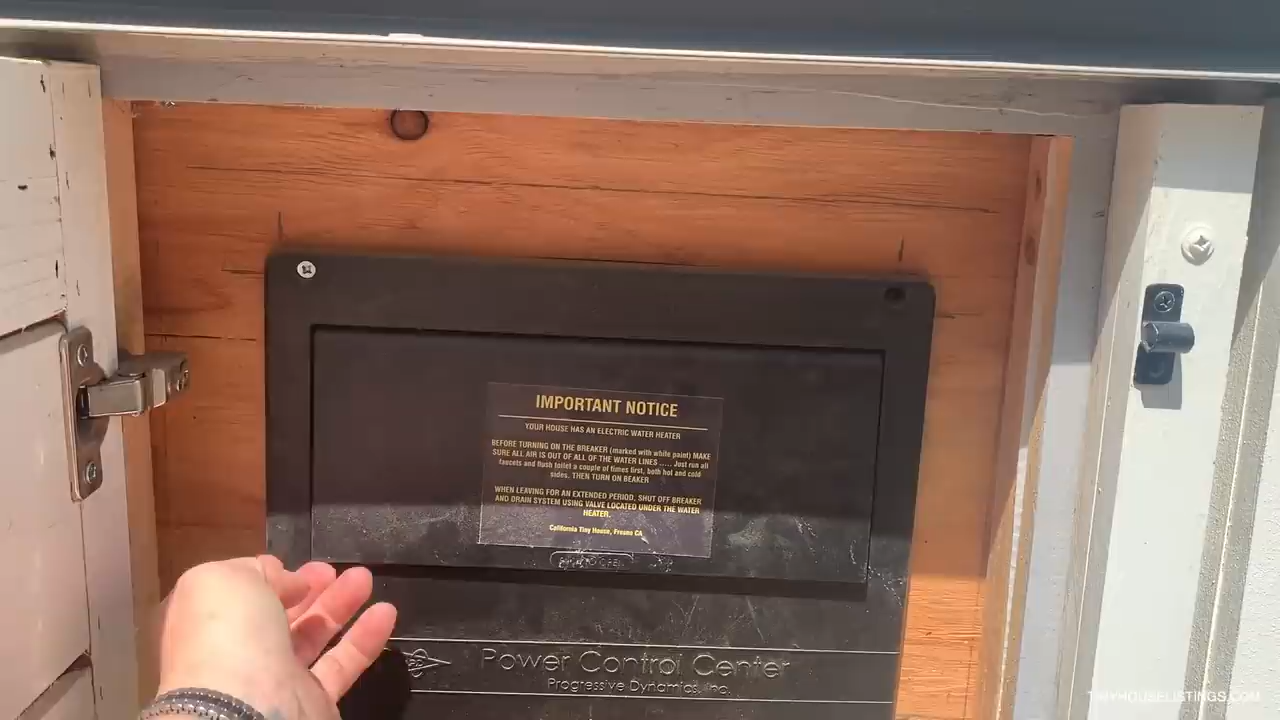 IMPORTANT NOTICE
YOUR HOUSE HAS AN ELECTRIC WATER HEATER
BEFORE TURNING ON THE BREAKER (marked with white paint) MAKE
SURE ALL AIR IS OUT OF ALL OF THE WATER LINES ..... Just run all
faucets and flush toilet a couple of times first, both hot and cold
sides. THEN TURN ON BEAKER
WHEN LEAVING FOR AN EXTENDED PERIOD, SHUT OFF BREAKER
AND DRAIN SYSTEM USING VALVE LOCATED UNDER THE WATER
HEATER.
California Tiny House, Fresno CA
Power Control Center
Progressive Dynamics, Inc.
TINYHOUSELISTINGS.COM